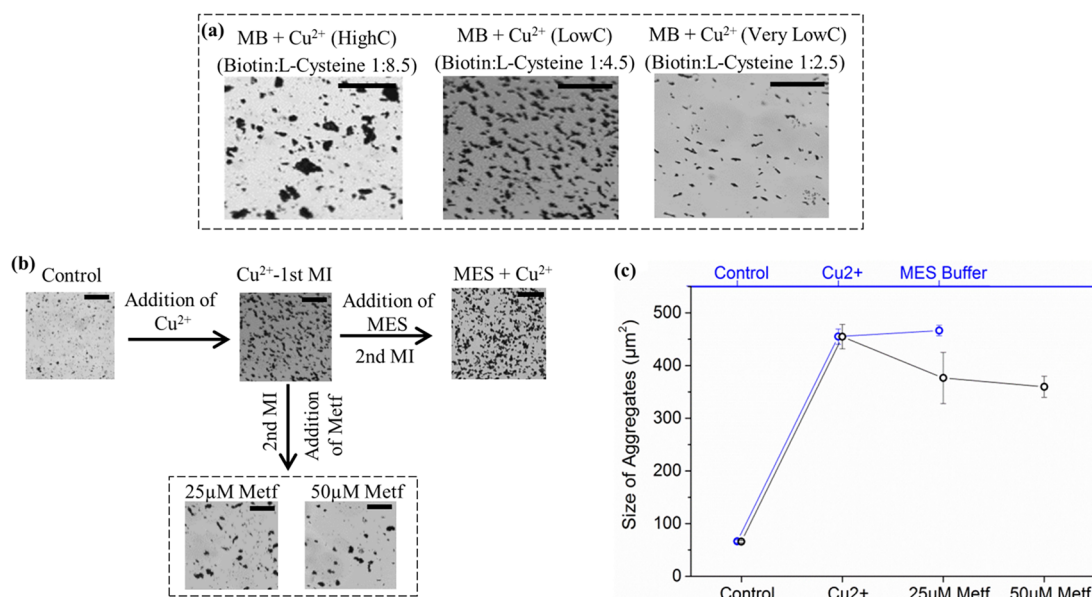 (a)
MB + Cu²⁺ (HighC)
(Biotin:L-Cysteine 1:8.5)
MB + Cu²⁺ (LowC)
(Biotin:L-Cysteine 1:4.5)
MB + Cu²⁺ (Very LowC)
(Biotin:L-Cysteine 1:2.5)
(b)
Control
Addition of
Cu²⁺
Cu²⁺-1st MI
Addition of
MES
2nd MI
MES + Cu²⁺
2nd MI
Addition
of Metf
25μM Metf
50μM Metf
(c)
Control
Cu2+
MES Buffer
Size of Aggregates (μm²)
500
400
300
200
100
0
Control
Cu2+
25μM Metf
50μM Metf